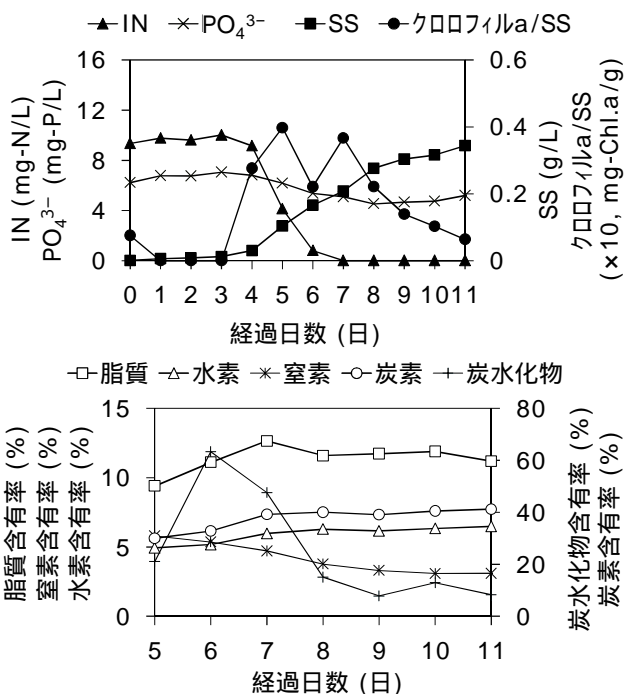 IN PO₄³⁻ SS クロロフィルa/SS
IN (mg-N/L)
PO₄³⁻ (mg-P/L)
16
12
8
4
0
0.6
0.4
0.2
0
SS (g/L)
クロロフィルa/SS
(×10, mg-Chl.a/g)
0 1 2 3 4 5 6 7 8 9 10 11
経過日数 (日)
脂質 水素 窒素 炭素 炭水化物
脂質含有率 (%)
窒素含有率 (%)
水素含有率 (%)
15
10
5
0
80
60
40
20
0
炭水化物含有率 (%)
炭素含有率 (%)
5 6 7 8 9 10 11
経過日数 (日)